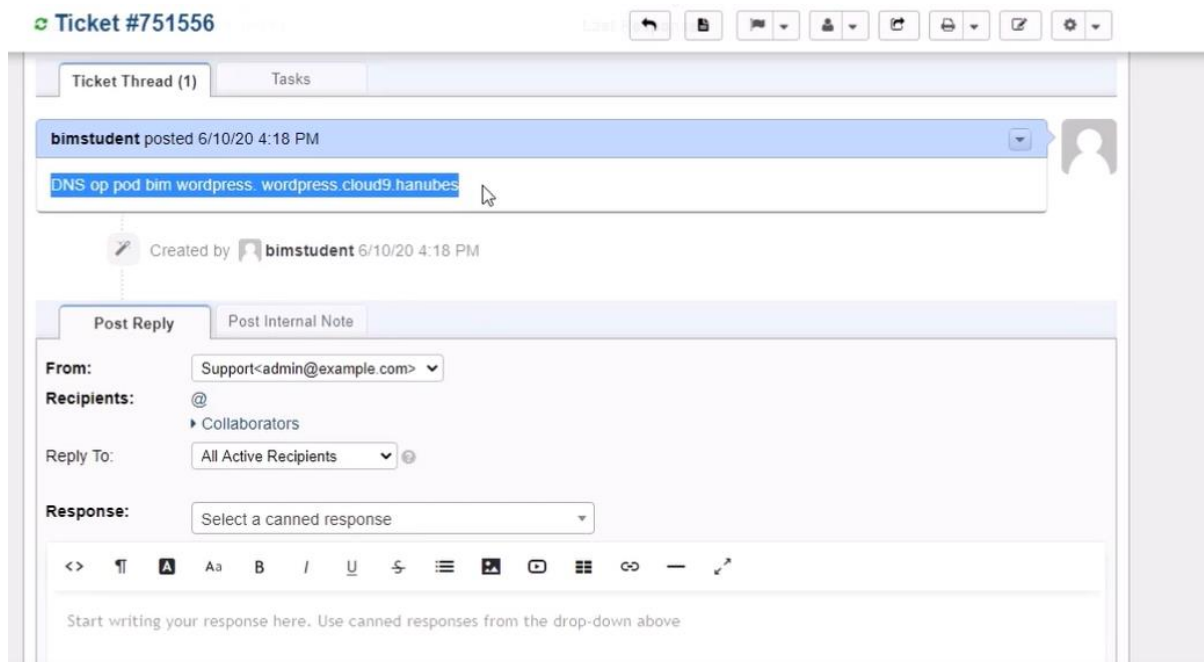 Ticket #751556
Ticket Thread (1)
Tasks
bimstudent posted 6/10/20 4:18 PM
DNS op pod bim wordpress. wordpress.cloud9.hanubes
Created by bimstudent 6/10/20 4:18 PM
Post Reply
Post Internal Note
From: Support<admin@example.com>
Recipients: @
Collaborators
Reply To: All Active Recipients
Response: Select a canned response
<> ¶ A Aa B I U S
Start writing your response here. Use canned responses from the drop-down above